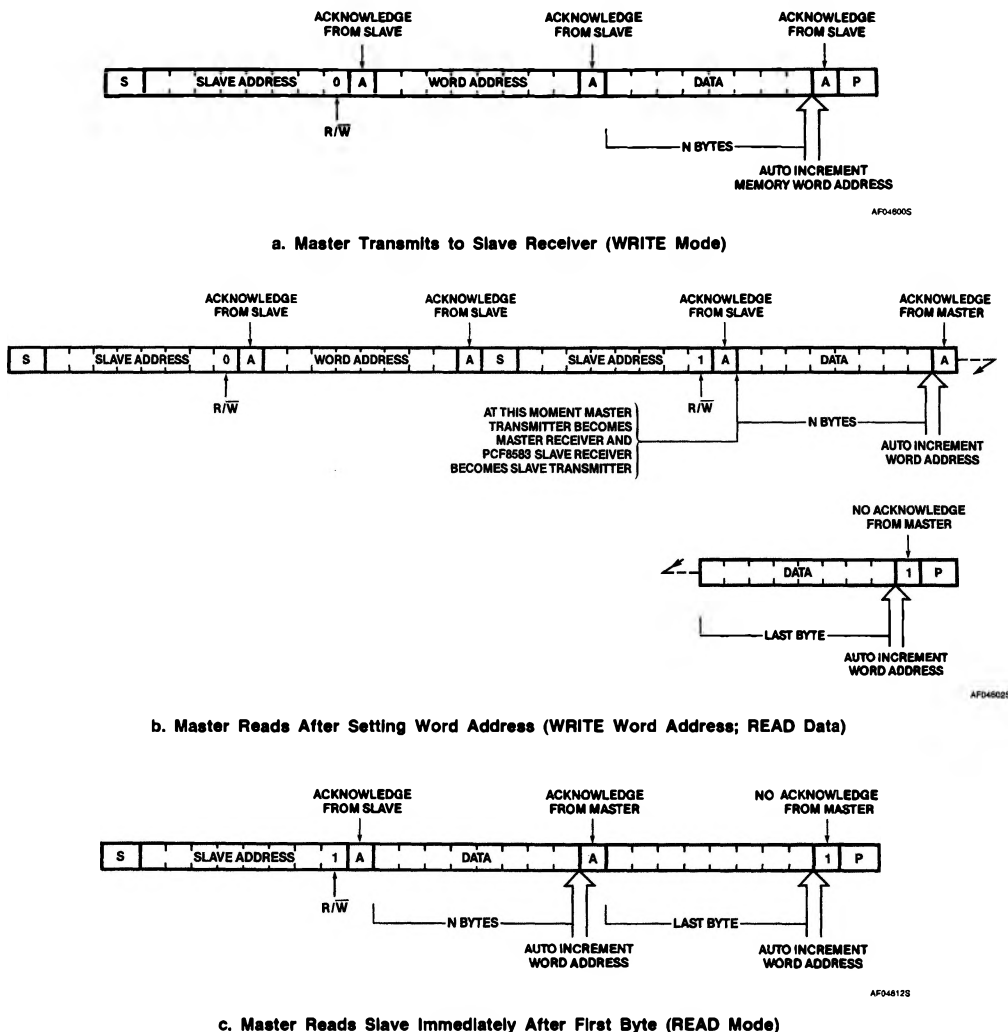 ACKNOWLEDGE FROM SLAVE
ACKNOWLEDGE FROM SLAVE
ACKNOWLEDGE FROM SLAVE
S SLAVE ADDRESS 0 A WORD ADDRESS A DATA A P
R/W̅
N BYTES
AUTO INCREMENT
MEMORY WORD ADDRESS
AF04600S
a. Master Transmits to Slave Receiver (WRITE Mode)
ACKNOWLEDGE FROM SLAVE
ACKNOWLEDGE FROM SLAVE
ACKNOWLEDGE FROM SLAVE
ACKNOWLEDGE FROM MASTER
S SLAVE ADDRESS 0 A WORD ADDRESS A S SLAVE ADDRESS 1 A DATA A
R/W̅
R/W̅
AT THIS MOMENT MASTER
TRANSMITTER BECOMES
MASTER RECEIVER AND
PCF8583 SLAVE RECEIVER
BECOMES SLAVE TRANSMITTER
N BYTES
AUTO INCREMENT
WORD ADDRESS
NO ACKNOWLEDGE
FROM MASTER
DATA 1 P
LAST BYTE
AUTO INCREMENT
WORD ADDRESS
AF04602S
b. Master Reads After Setting Word Address (WRITE Word Address; READ Data)
ACKNOWLEDGE FROM SLAVE
ACKNOWLEDGE FROM MASTER
NO ACKNOWLEDGE FROM MASTER
S SLAVE ADDRESS 1 A DATA A 1 P
R/W̅
N BYTES
LAST BYTE
AUTO INCREMENT
WORD ADDRESS
AUTO INCREMENT
WORD ADDRESS
AF04612S
c. Master Reads Slave Immediately After First Byte (READ Mode)